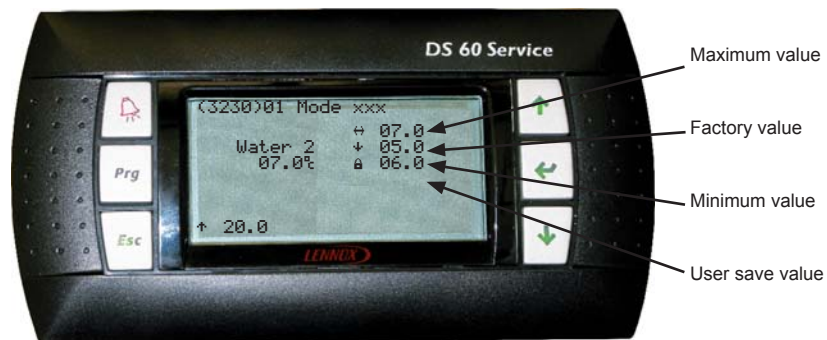 DS 60 Service
(3230)01 Mode xxx
↔ 07.0
Water 2 ↓ 05.0
07.0℃ 🔒 06.0
↑ 20.0
Prg
Esc
LENNOX
Maximum value
Factory value
Minimum value
User save value